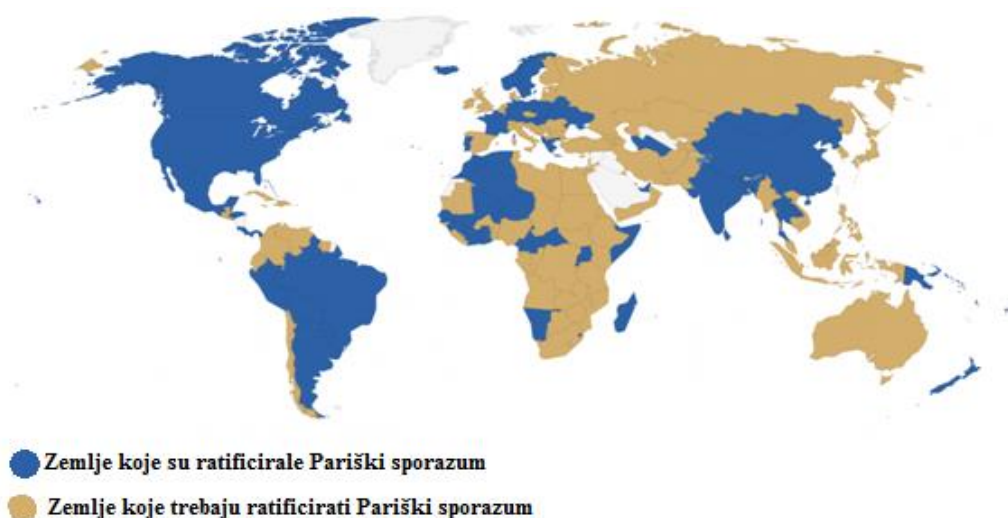 Zemlje koje su ratificirale Pariški sporazum
Zemlje koje trebaju ratificirati Pariški sporazum